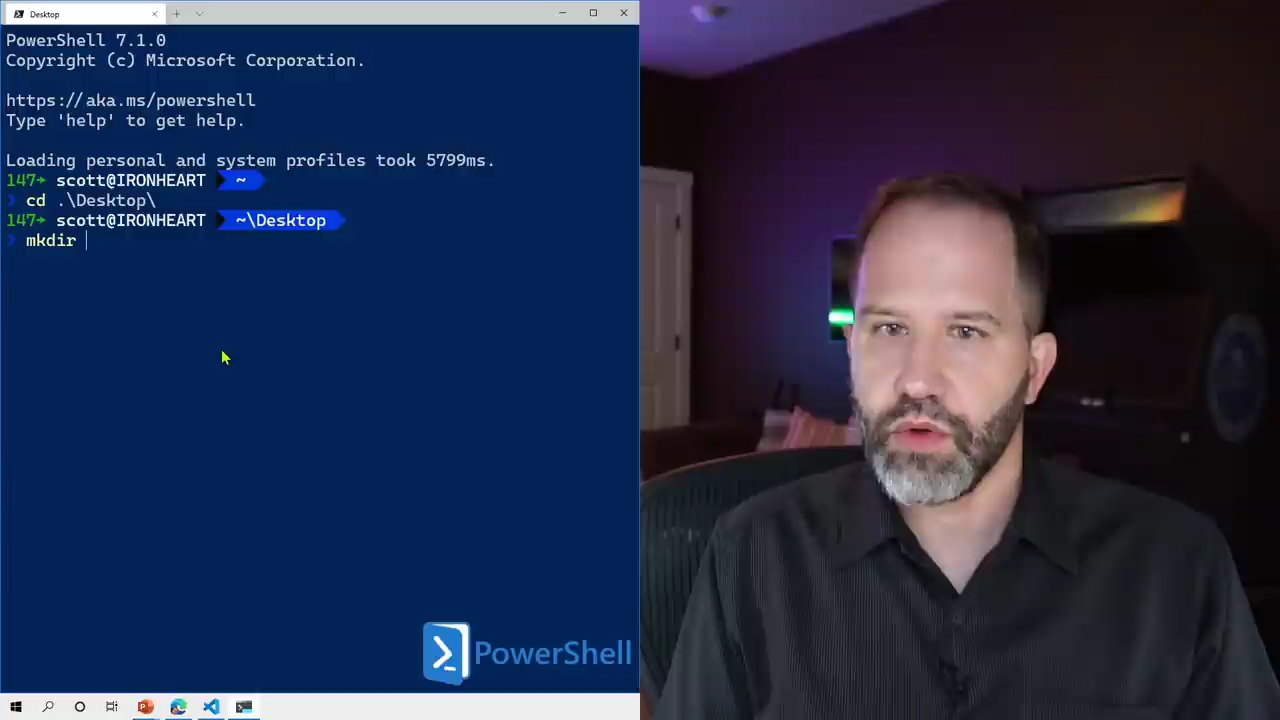 Desktop
PowerShell 7.1.0
Copyright (c) Microsoft Corporation.
https://aka.ms/powershell
Type 'help' to get help.
Loading personal and system profiles took 5799ms.
147→ scott@IRONHEART ~
❯ cd .\Desktop\
147→ scott@IRONHEART ~\Desktop
❯ mkdir
PowerShell